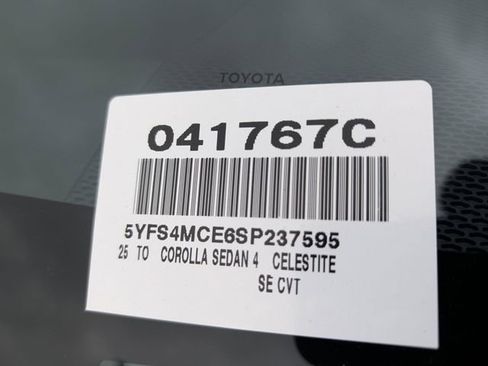 TOYOTA
041767C
5YFS4MCE6SP237595
25 TO COROLLA SEDAN 4 CELESTITE
SE CVT